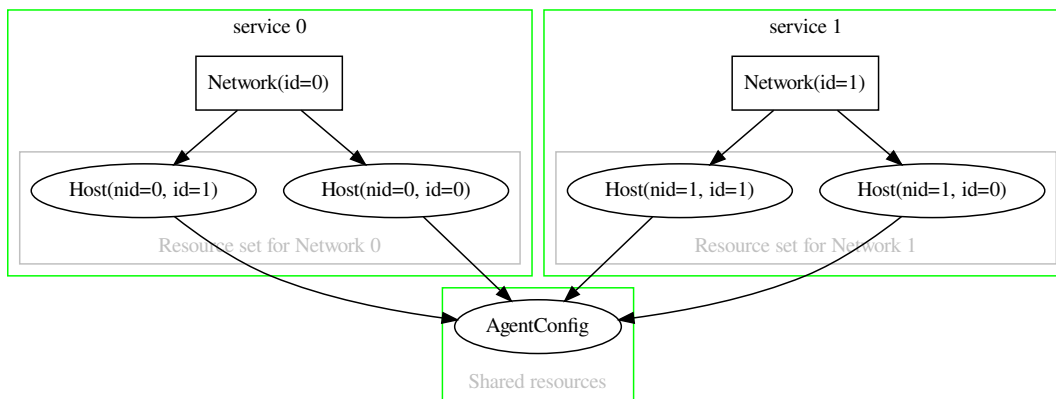 service 0
service 1
Network(id=0)
Network(id=1)
Host(nid=0, id=1)
Host(nid=0, id=0)
Host(nid=1, id=1)
Host(nid=1, id=0)
Resource set for Network 0
Resource set for Network 1
AgentConfig
Shared resources